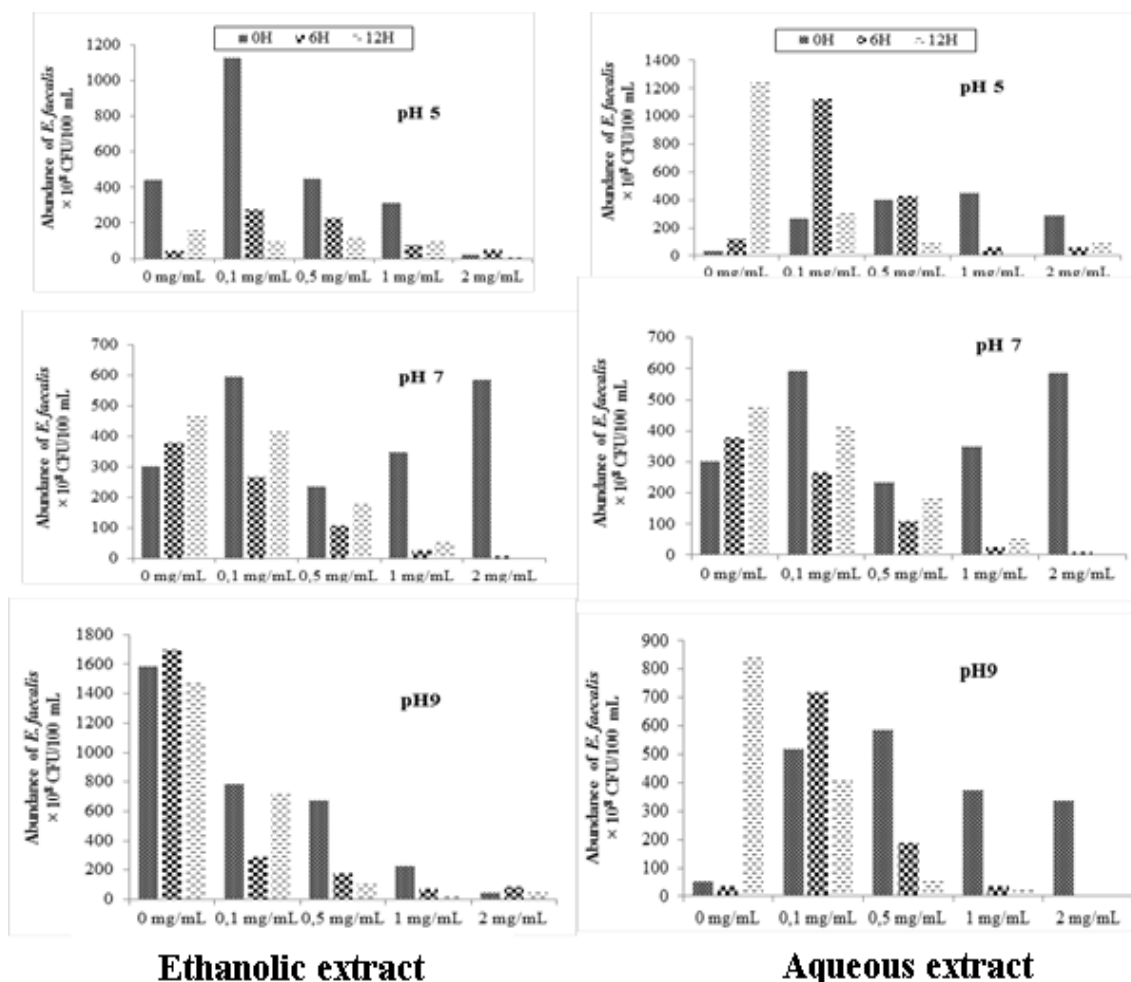 0H 6H 12H
pH 5
Abundance of E.faecalis
× 10⁸ CFU/100 mL
1200
1000
800
600
400
200
0
0 mg/mL 0,1 mg/mL 0,5 mg/mL 1 mg/mL 2 mg/mL
0H 6H 12H
pH 5
Abundance of E.faecalis
× 10⁸ CFU/100 mL
1400
1200
1000
800
600
400
200
0
0 mg/mL 0,1 mg/mL 0,5 mg/mL 1 mg/mL 2 mg/mL
pH 7
Abundance of E.faecalis
× 10⁸ CFU/100 mL
700
600
500
400
300
200
100
0
0 mg/mL 0,1 mg/mL 0,5 mg/mL 1 mg/mL 2 mg/mL
pH 7
Abundance of E.faecalis
× 10⁸ CFU/100 mL
700
600
500
400
300
200
100
0
0 mg/mL 0,1 mg/mL 0,5 mg/mL 1 mg/mL 2 mg/mL
pH9
Abundance of E.faecalis
× 10⁸ CFU/100 mL
1800
1600
1400
1200
1000
800
600
400
200
0
0 mg/mL 0,1 mg/mL 0,5 mg/mL 1 mg/mL 2 mg/mL
pH9
Abundance of E.faecalis
× 10⁸ CFU/100 mL
900
800
700
600
500
400
300
200
100
0
0 mg/mL 0,1 mg/mL 0,5 mg/mL 1 mg/mL 2 mg/mL
Ethanolic extract
Aqueous extract